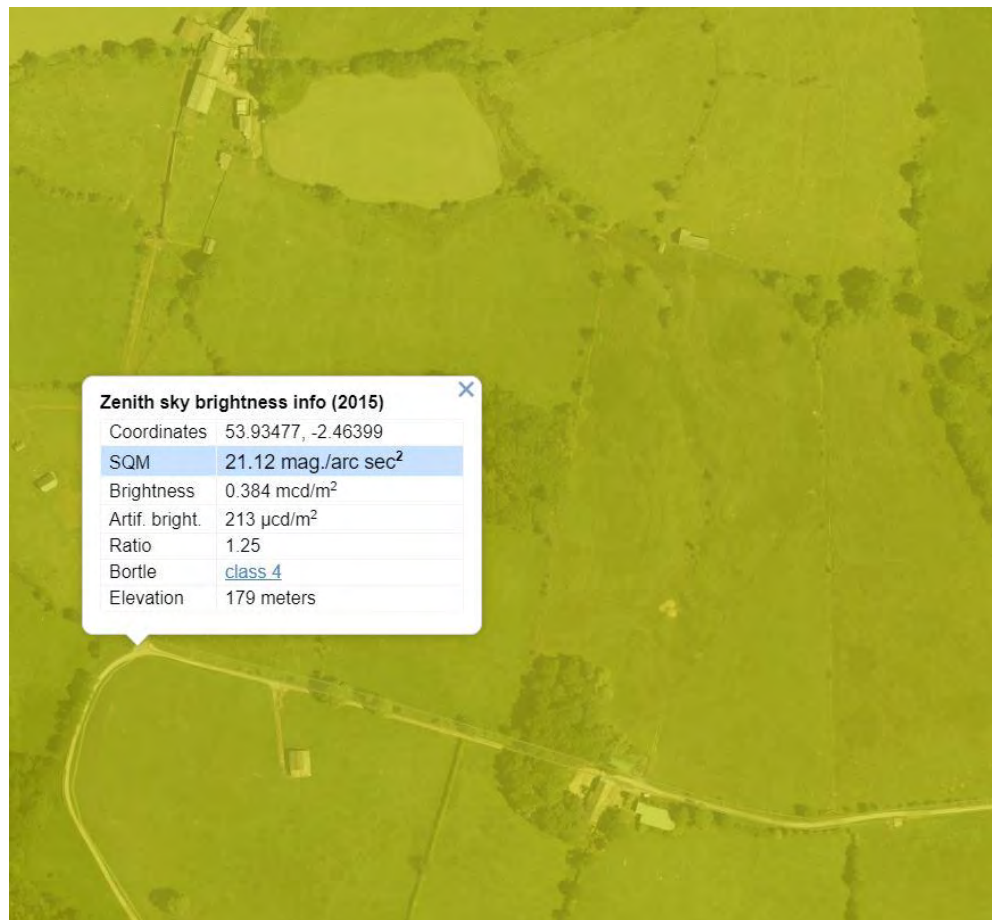 Zenith sky brightness info (2015)
Coordinates 53.93477, -2.46399
SQM 21.12 mag./arc sec²
Brightness 0.384 mcd/m²
Artif. bright. 213 μcd/m²
Ratio 1.25
Bortle class 4
Elevation 179 meters